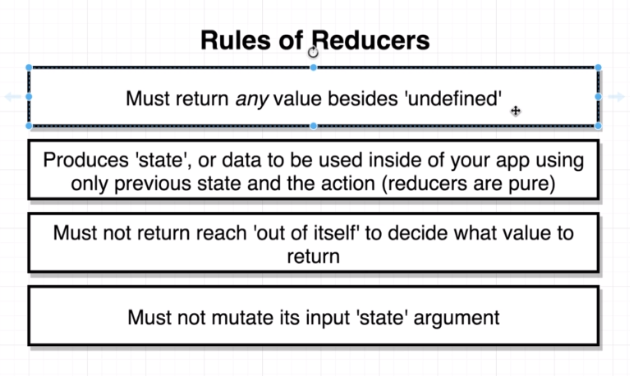 Rules of Reducers
Must return any value besides 'undefined'
Produces 'state', or data to be used inside of your app using
only previous state and the action (reducers are pure)
Must not return reach 'out of itself' to decide what value to
return
Must not mutate its input 'state' argument